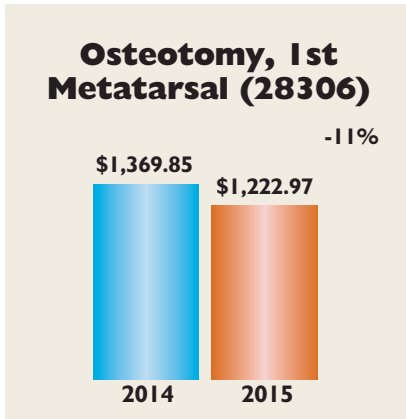 Osteotomy, 1st
Metatarsal (28306)
-11%
$1,369.85
$1,222.97
2014
2015